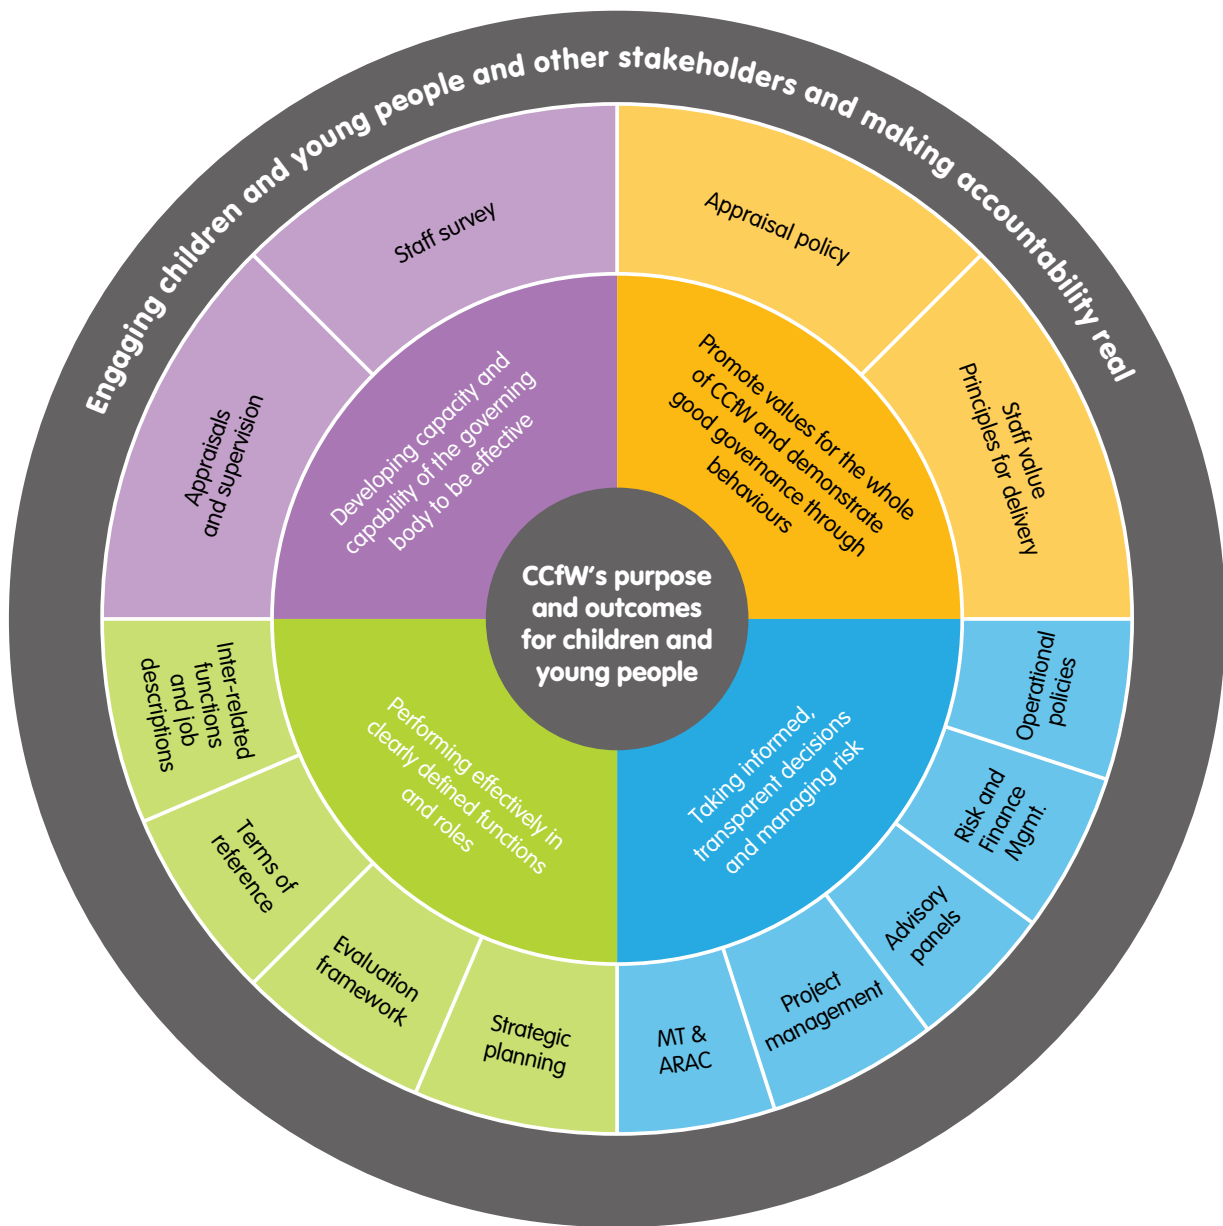 Engaging children and young people and other stakeholders and making accountability real
Staff survey
Appraisals
and supervision
Developing capacity and
capability of the governing
body to be effective
Appraisal policy
Staff value
Principles for delivery
Promote values for the whole
of CCfW and demonstrate
good governance through
behaviours
CCfW's purpose
and outcomes
for children and
young people
Inter-related
functions
and job
descriptions
Terms of
reference
Evaluation
framework
Strategic
planning
Performing effectively in
clearly defined functions
and roles
Taking informed,
transparent decisions
and managing risk
Operational
policies
Risk and
Finance
Mgmt.
Advisory
panels
Project
management
MT &
ARAC